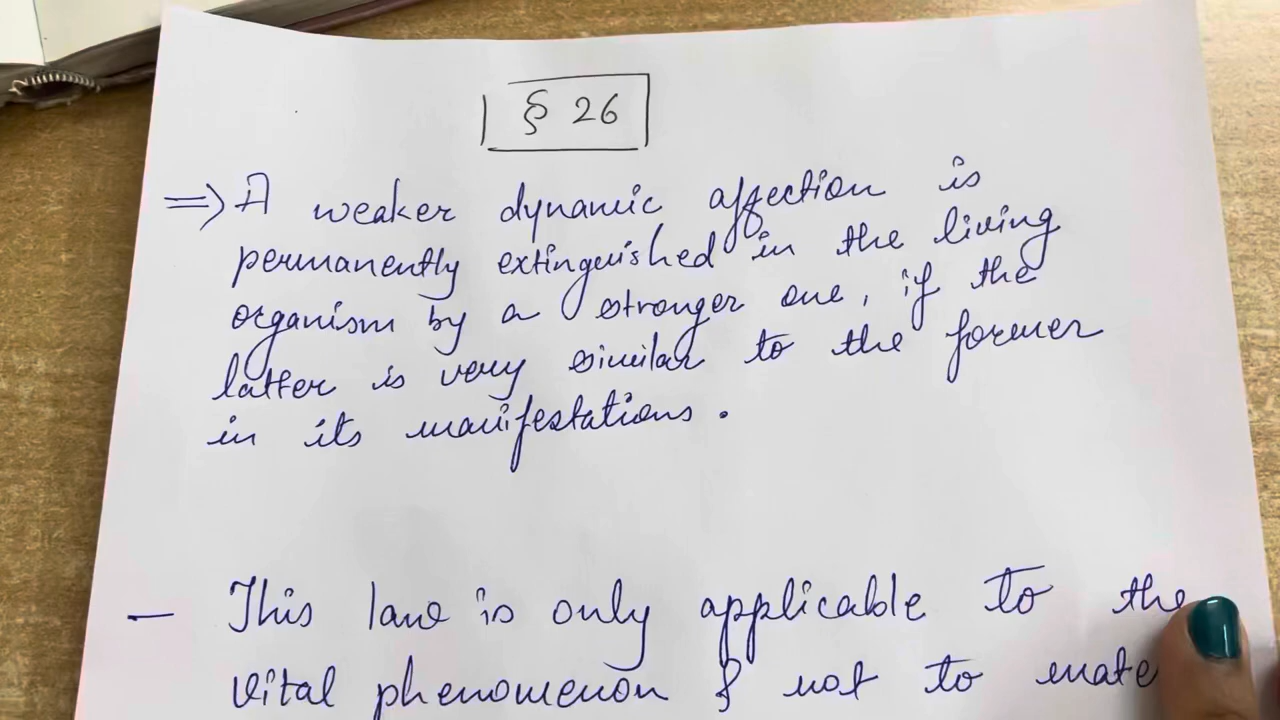 § 26
⇒ A weaker dynamic affection is
permanently extinguished in the living
organism by a stronger one, if the
latter is very similar to the former
in its manifestations.
— This law is only applicable to the
vital phenomenon & not to mate